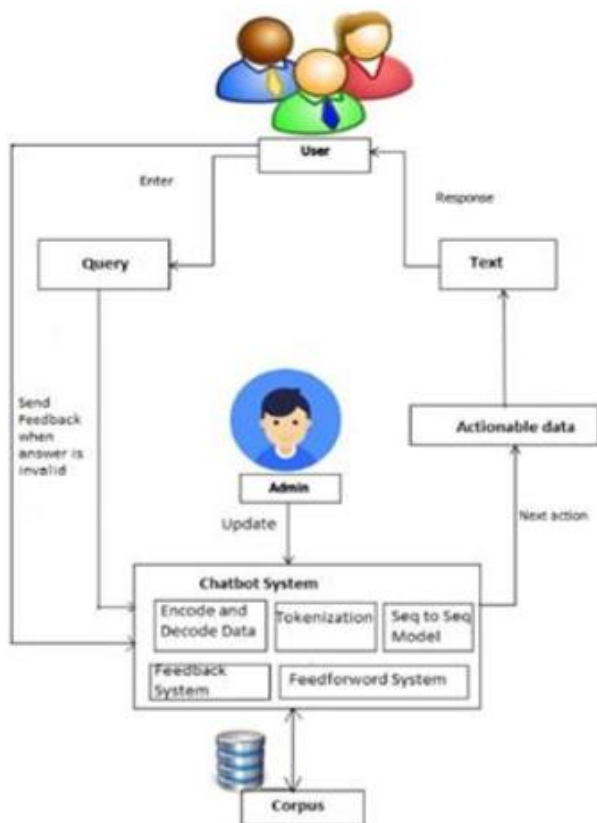 User
Enter
Response
Query
Text
Send
Feedback
when
answer is
invalid
Actionable data
Admin
Next action
Update
Chatbot System
Encode and
Decode Data
Tokenization
Seq to Seq
Model
Feedback
System
Feedforword System
Corpus